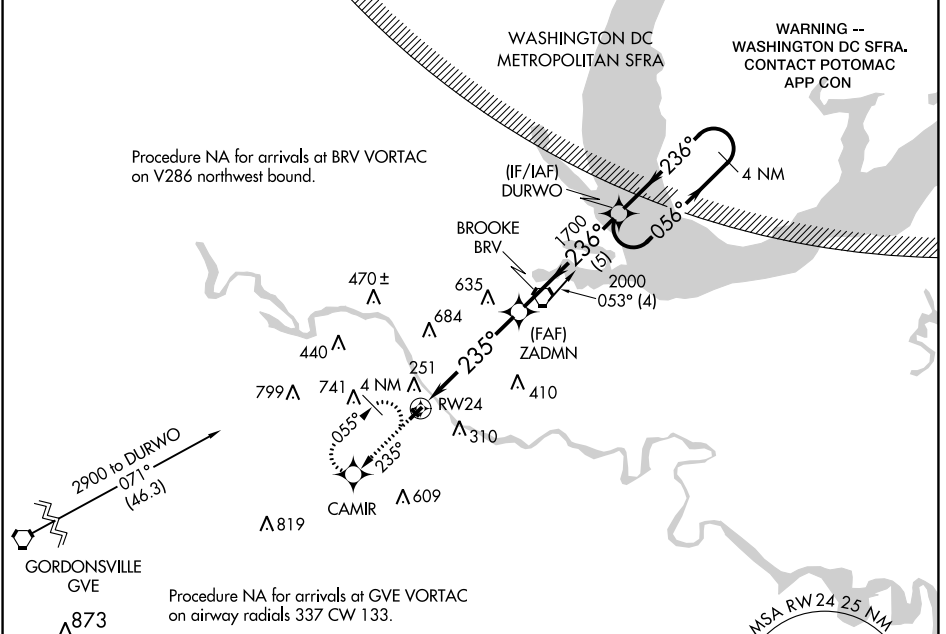 WASHINGTON DC
METROPOLITAN SFRA
WARNING --
WASHINGTON DC SFRA.
CONTACT POTOMAC
APP CON
Procedure NA for arrivals at BRV VORTAC
on V286 northwest bound.
(IF/IAF)
DURWO
236°
4 NM
056°
BROOKE
BRV
1700
236°
(5)
2000
053° (4)
470 ±
635
684
(FAF)
ZADMN
440
235°
251
799
741
4 NM
410
RW24
055°
310
235°
2900 to DURWO
071°
(46.3)
CAMIR
609
819
GORDONSVILLE
GVE
873
Procedure NA for arrivals at GVE VORTAC
on airway radials 337 CW 133.
MSA RW24 25 NM